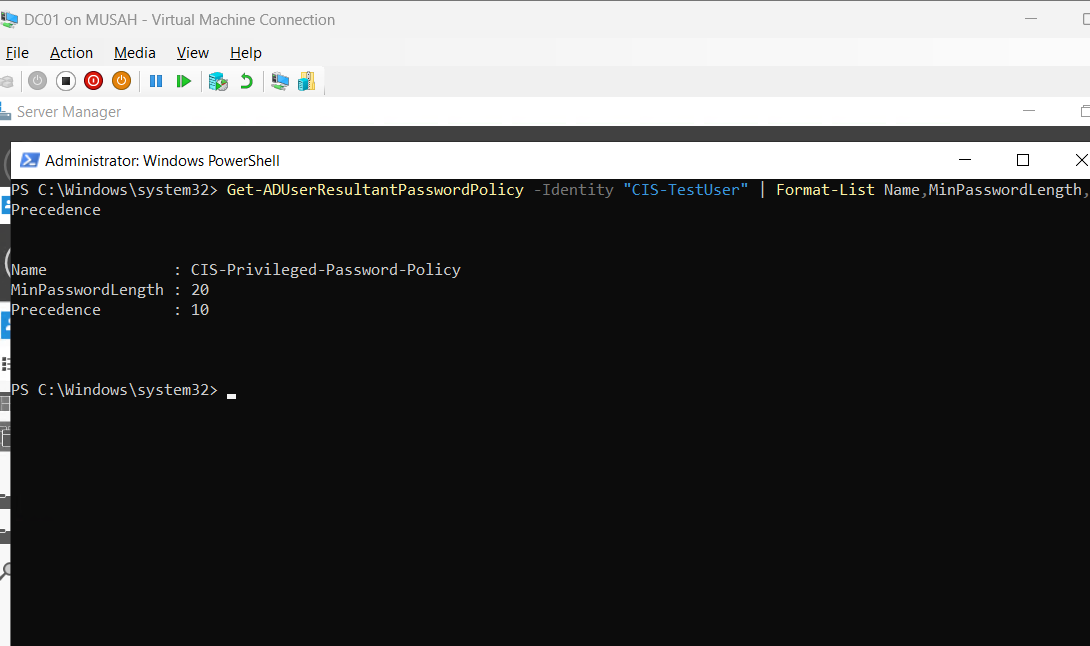 DC01 on MUSAH - Virtual Machine Connection
File Action Media View Help
Server Manager
Administrator: Windows PowerShell
PS C:\Windows\system32> Get-ADUserResultantPasswordPolicy -Identity "CIS-TestUser" | Format-List Name,MinPasswordLength,
Precedence
Name : CIS-Privileged-Password-Policy
MinPasswordLength : 20
Precedence : 10
PS C:\Windows\system32>